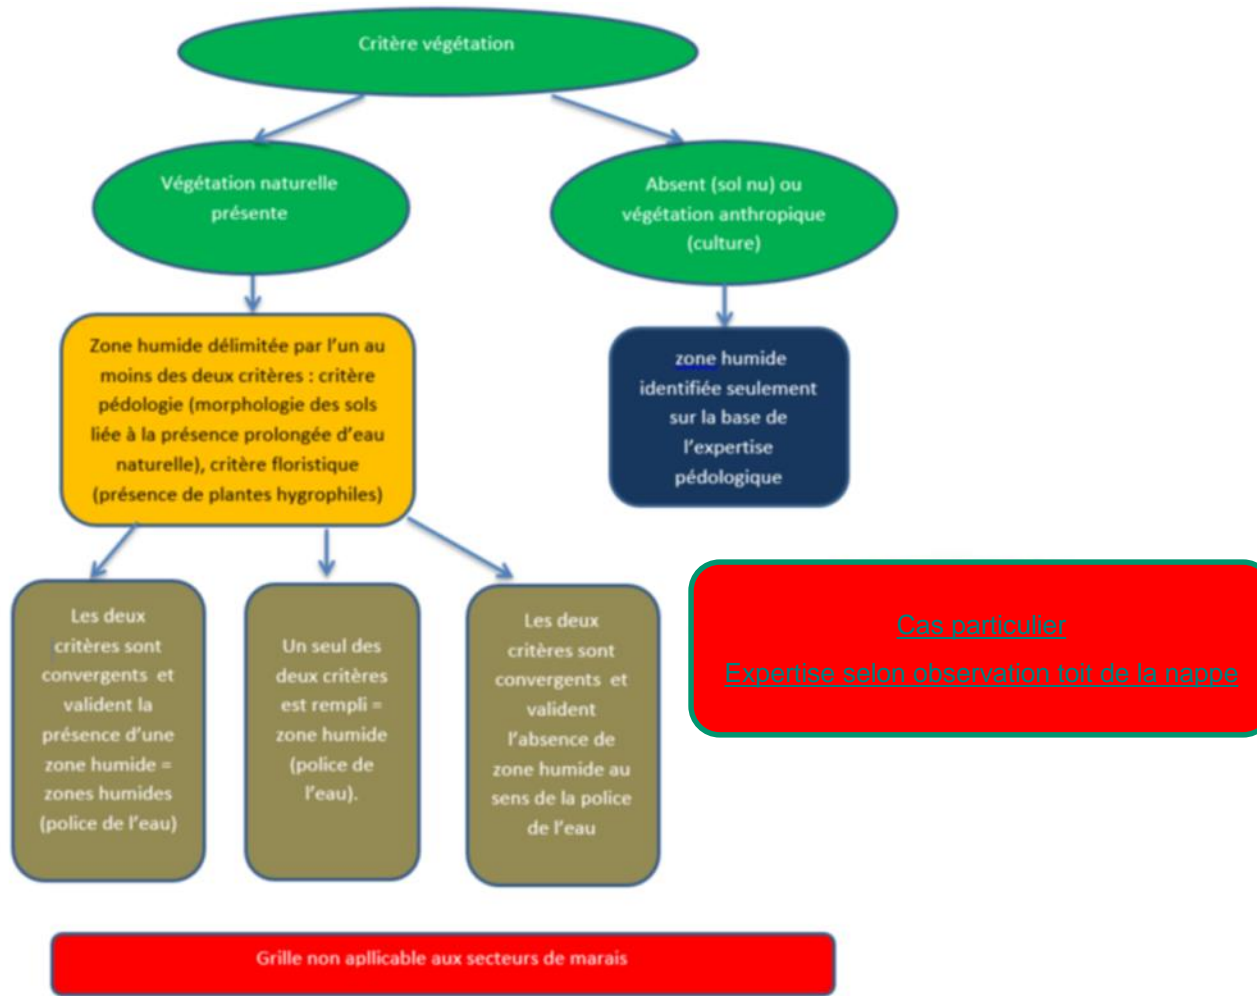 Critère végétation
Végétation naturelle
présente
Absent (sol nu) ou
végétation anthropique
(culture)
Zone humide délimitée par l'un au
moins des deux critères : critère
pédologie (morphologie des sols
liée à la présence prolongée d'eau
naturelle), critère floristique
(présence de plantes hygrophiles)
zone humide
identifiée seulement
sur la base de
l'expertise
pédologique
Les deux
critères sont
convergents et
valident la
présence d'une
zone humide =
zones humides
(police de l'eau)
Un seul des
deux critères
est rempli =
zone humide
(police de
l'eau).
Les deux
critères sont
convergents et
valident
l'absence de
zone humide au
sens de la police
de l'eau
Cas particulier
Expertise selon observation toit de la nappe
Grille non apllicable aux secteurs de marais